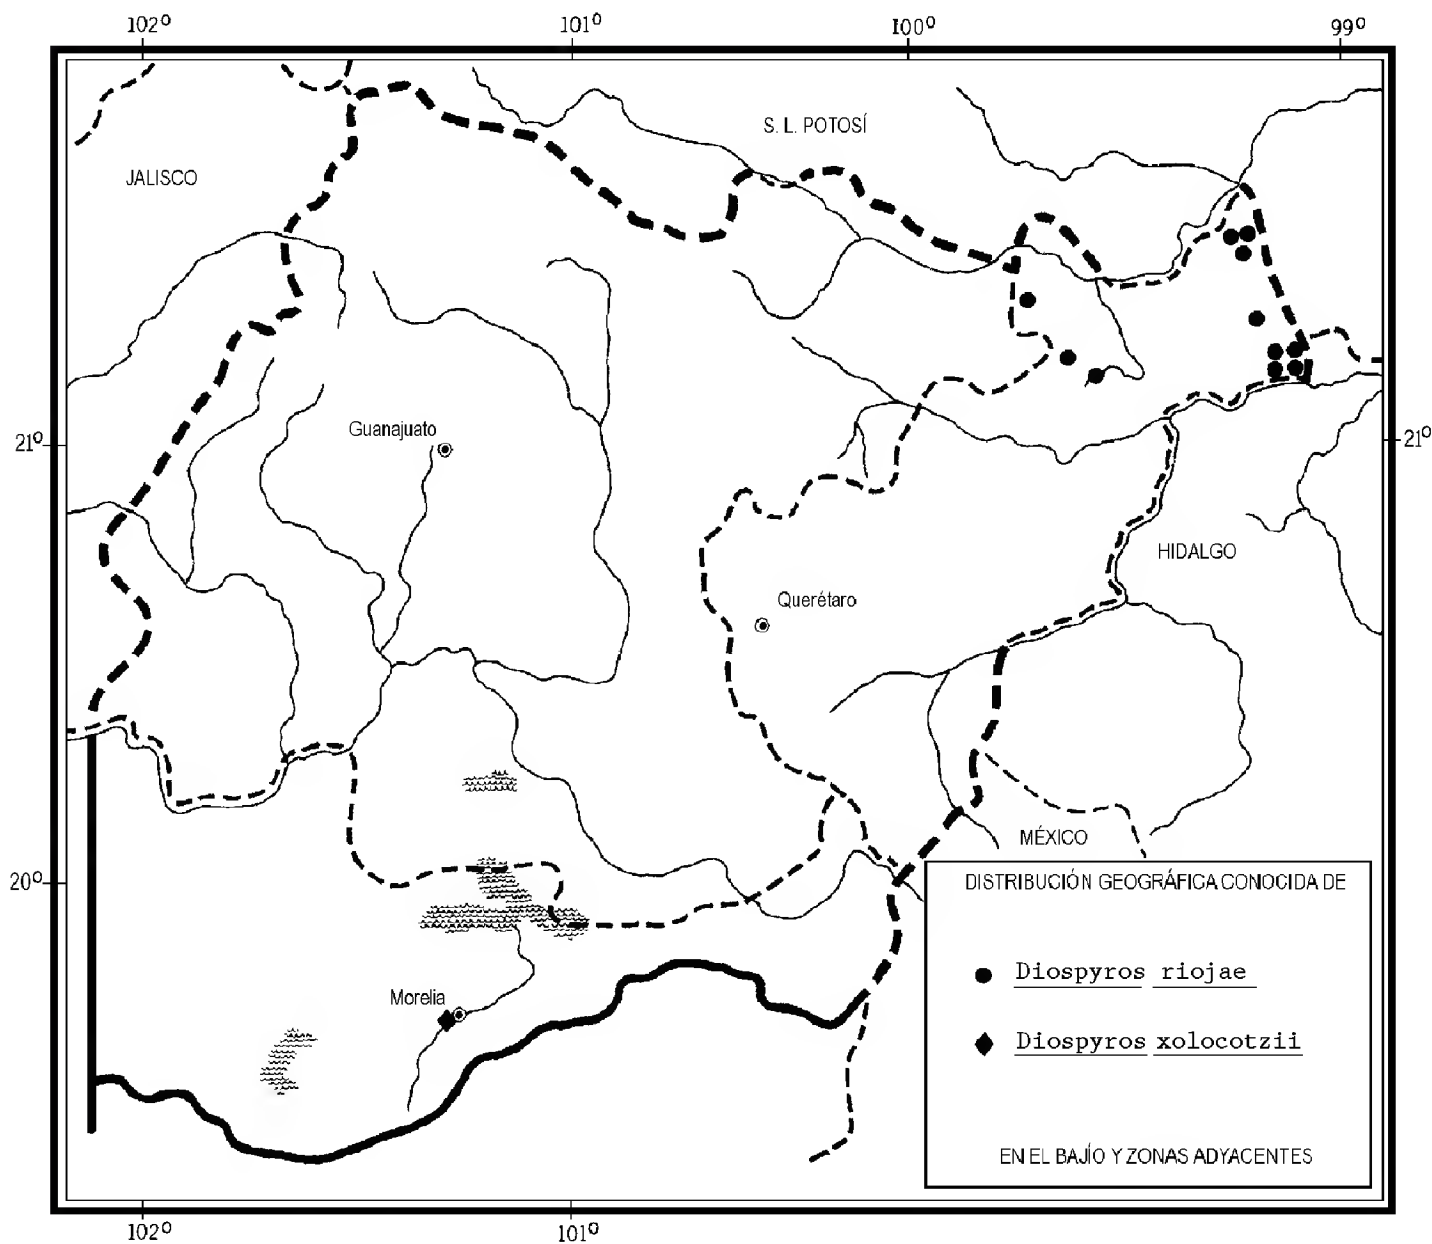 102º 101º 100º 99º
S. L. POTOSÍ
JALISCO
Guanajuato
21º 21º
HIDALGO
Querétaro
MÉXICO
20º
DISTRIBUCIÓN GEOGRÁFICA CONOCIDA DE
Diospyros riojae
Morelia
Diospyros xolocotzii
EN EL BAJÍO Y ZONAS ADYACENTES
102º 101º